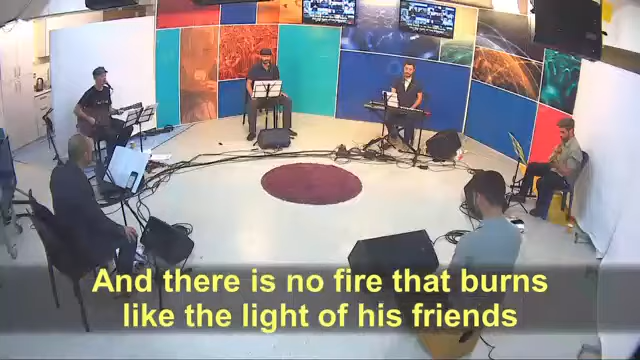 And there is no fire that burns
like the light of his friends